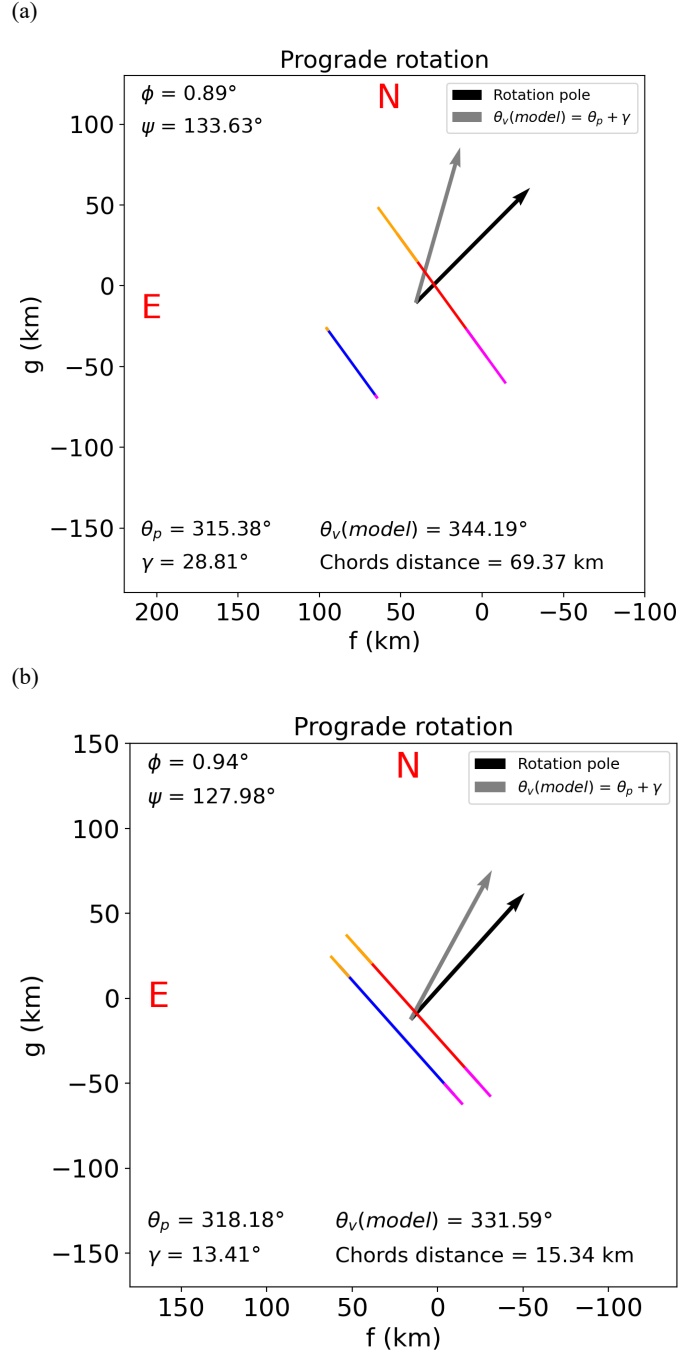 (a)
Prograde rotation
ϕ = 0.89°
ψ = 133.63°
N
Rotation pole
θv(model) = θp + γ
E
100
50
0
−50
−100
−150
g (km)
θp = 315.38°
θv(model) = 344.19°
γ = 28.81°
Chords distance = 69.37 km
200 150 100 50 0 −50 −100
f (km)
(b)
Prograde rotation
ϕ = 0.94°
ψ = 127.98°
N
Rotation pole
θv(model) = θp + γ
E
150
100
50
0
−50
−100
−150
g (km)
θp = 318.18°
θv(model) = 331.59°
γ = 13.41°
Chords distance = 15.34 km
150 100 50 0 −50 −100
f (km)